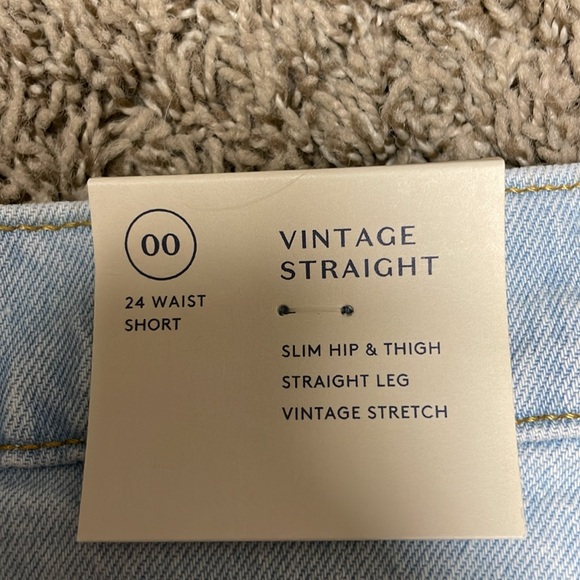 00
24 WAIST
SHORT
VINTAGE
STRAIGHT
SLIM HIP & THIGH
STRAIGHT LEG
VINTAGE STRETCH